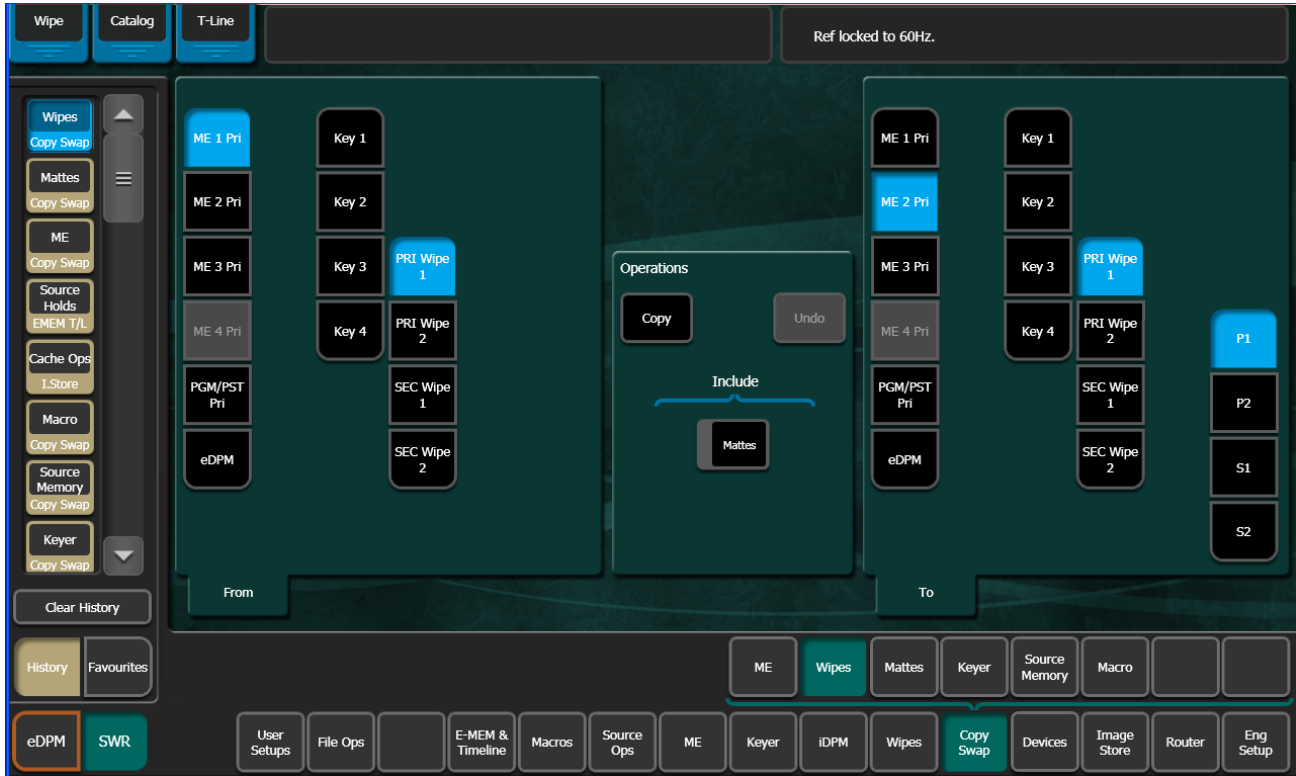 Wipe
Catalog
T-Line
Ref locked to 60Hz.
Wipes
Copy Swap
Mattes
Copy Swap
ME
Copy Swap
Source
Holds
EMEM T/L
Cache Ops
I.Store
Macro
Copy Swap
Source
Memory
Copy Swap
Keyer
Copy Swap
Clear History
History
Favourites
ME 1 Pri
ME 2 Pri
ME 3 Pri
ME 4 Pri
PGM/PST
Pri
eDPM
Key 1
Key 2
Key 3
Key 4
PRI Wipe
1
PRI Wipe
2
SEC Wipe
1
SEC Wipe
2
From
Operations
Copy
Undo
Include
Mattes
ME 1 Pri
ME 2 Pri
ME 3 Pri
ME 4 Pri
PGM/PST
Pri
eDPM
Key 1
Key 2
Key 3
Key 4
PRI Wipe
1
PRI Wipe
2
SEC Wipe
1
SEC Wipe
2
P1
P2
S1
S2
To
ME
Wipes
Mattes
Keyer
Source
Memory
Macro
eDPM
SWR
User
Setups
File Ops
E-MEM &
Timeline
Macros
Source
Ops
ME
Keyer
iDPM
Wipes
Copy
Swap
Devices
Image
Store
Router
Eng
Setup